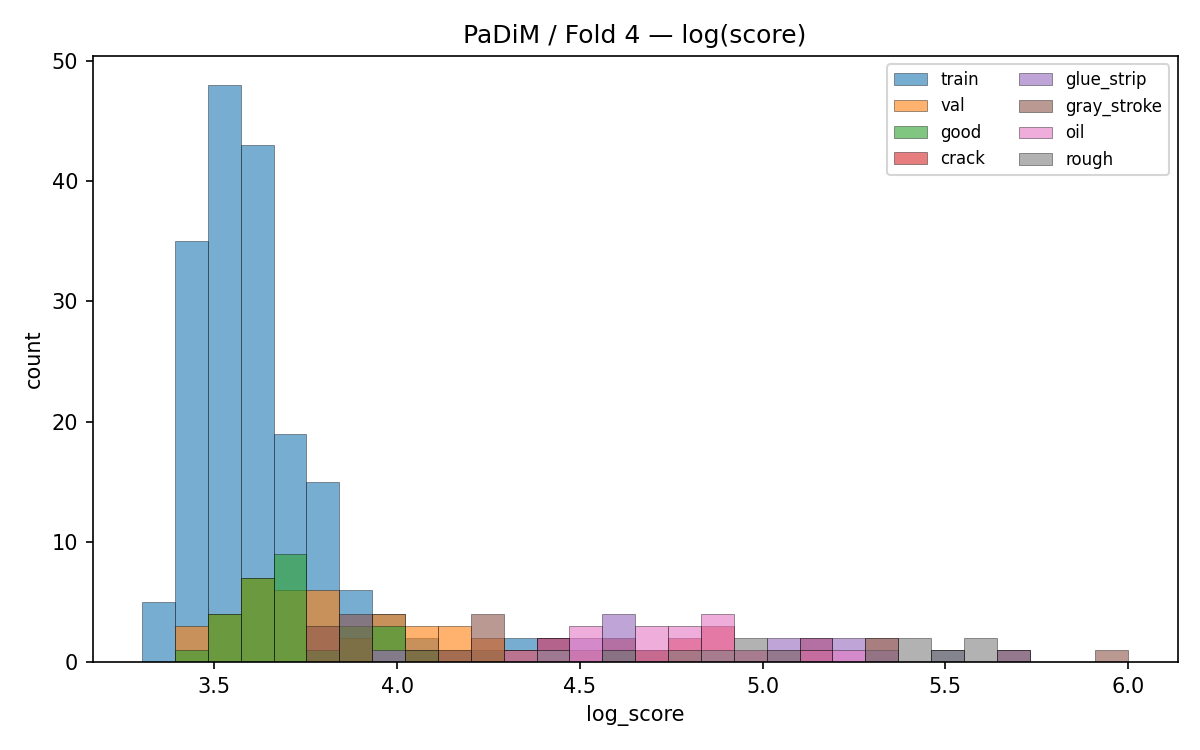 PaDiM / Fold 4 — log(score)
train
val
good
crack
glue_strip
gray_stroke
oil
rough
count
50
40
30
20
10
0
3.5 4.0 4.5 5.0 5.5 6.0
log_score